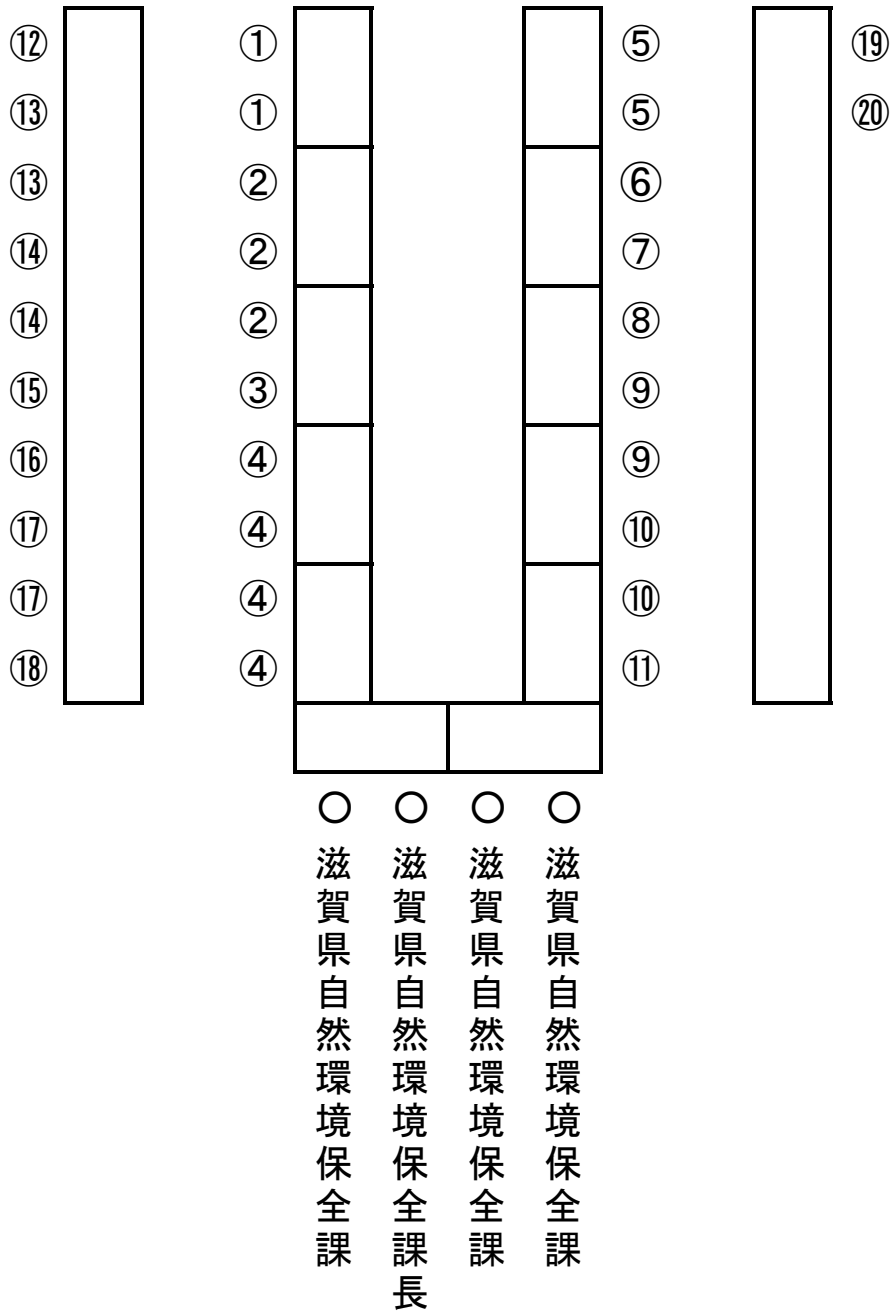 ⑫ ① ⑤ ⑲
⑬ ① ⑤ ⑳
⑬ ② ⑥
⑭ ② ⑦
⑭ ② ⑧
⑮ ③ ⑨
⑯ ④ ⑨
⑰ ④ ⑩
⑰ ④ ⑩
⑱ ④ ⑪
○滋賀県自然環境保全課
○滋賀県自然環境保全課長
○滋賀県自然環境保全課
○滋賀県自然環境保全課